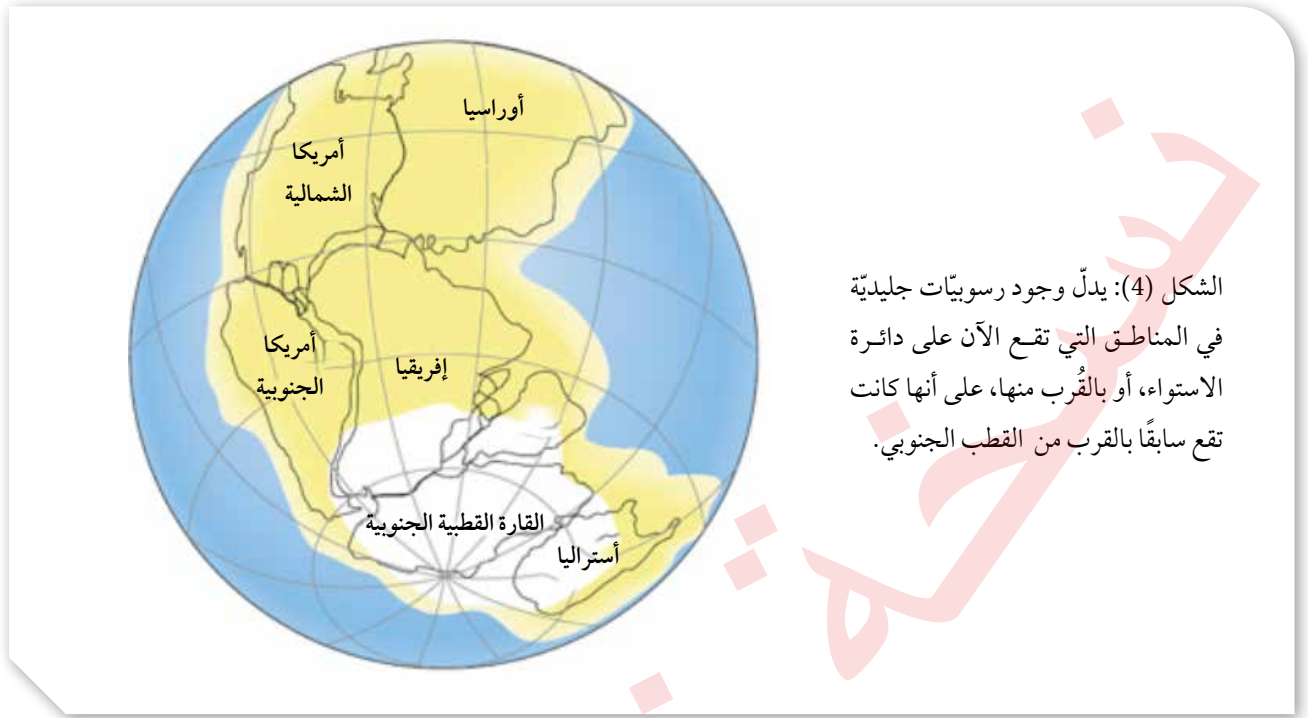 أوراسيا
أمريكا
الشمالية
أمريكا
الجنوبية
إفريقيا
القارة القطبية الجنوبية
أستراليا
الشكل (4): يدلّ وجود رسوبيّات جليديّة
في المناطق التي تقع الآن على دائرة
الاستواء، أو بالقُرب منها، على أنها كانت
تقع سابقًا بالقرب من القطب الجنوبي.
نسخة